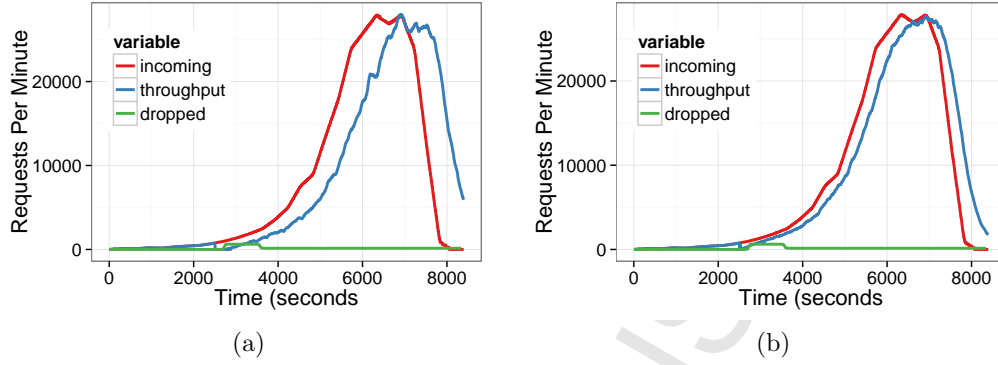 Requests Per Minute
variable
incoming
throughput
dropped
20000
10000
0
0 2000 4000 6000 8000
Time (seconds
(a)
Requests Per Minute
variable
incoming
throughput
dropped
20000
10000
0
0 2000 4000 6000 8000
Time (seconds
(b)